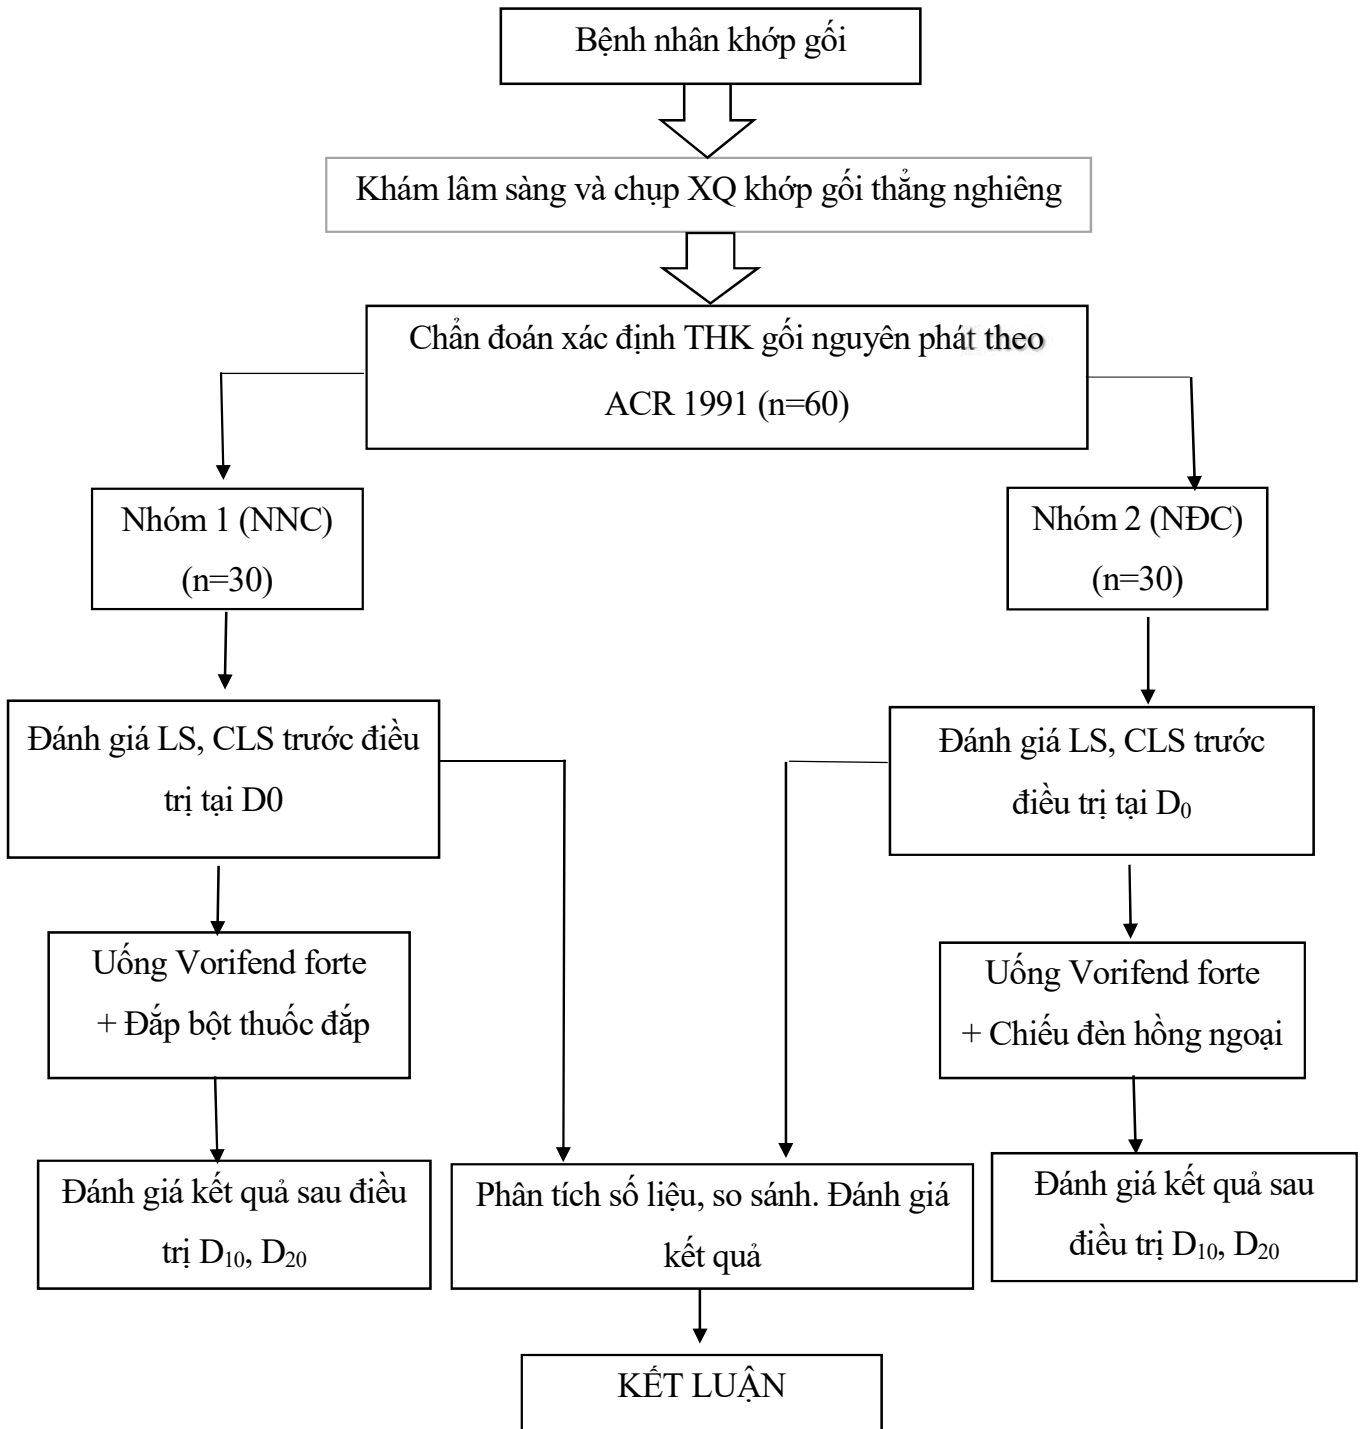 Bệnh nhân khớp gối
Khám lâm sàng và chụp XQ khớp gối thẳng nghiêng
Chẩn đoán xác định THK gối nguyên phát theo
ACR 1991 (n=60)
Nhóm 1 (NNC)
(n=30)
Nhóm 2 (NĐC)
(n=30)
Đánh giá LS, CLS trước điều
trị tại D0
Đánh giá LS, CLS trước
điều trị tại D₀
Uống Vorifend forte
+ Đắp bột thuốc đắp
Uống Vorifend forte
+ Chiếu đèn hồng ngoại
Đánh giá kết quả sau điều
trị D₁₀, D₂₀
Phân tích số liệu, so sánh. Đánh giá
kết quả
Đánh giá kết quả sau
điều trị D₁₀, D₂₀
KẾT LUẬN